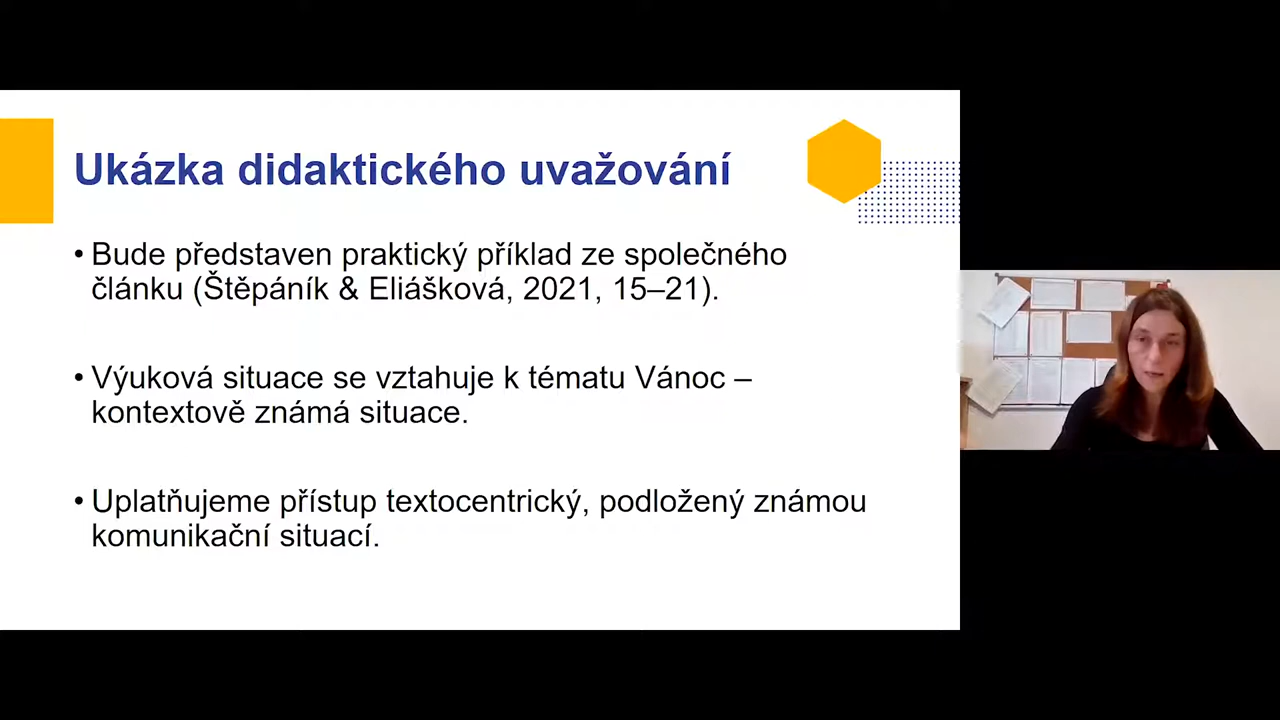 Ukázka didaktického uvažování
• Bude představen praktický příklad ze společného
článku (Štěpáník & Eliášková, 2021, 15–21).
• Výuková situace se vztahuje k tématu Vánoc –
kontextově známá situace.
• Uplatňujeme přístup textocentrický, podložený známou
komunikační situací.